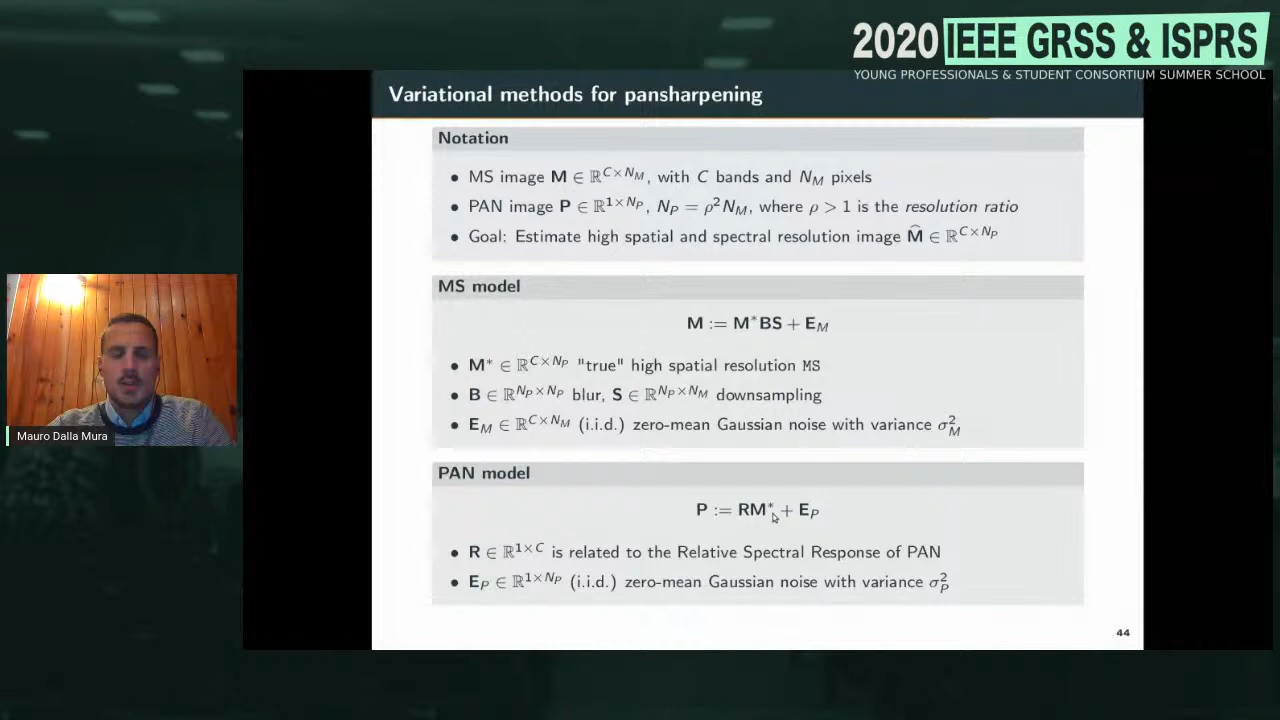 2020 IEEE GRSS & ISPRS
YOUNG PROFESSIONALS & STUDENT CONSORTIUM SUMMER SCHOOL
Variational methods for pansharpening
Notation
• MS image M ∈ ℝ^{C×N_M}, with C bands and N_M pixels
• PAN image P ∈ ℝ^{1×N_P}, N_P = ρ²N_M, where ρ > 1 is the resolution ratio
• Goal: Estimate high spatial and spectral resolution image M̂ ∈ ℝ^{C×N_P}
MS model
M := M*BS + E_M
• M* ∈ ℝ^{C×N_P} "true" high spatial resolution MS
• B ∈ ℝ^{N_P×N_P} blur, S ∈ ℝ^{N_P×N_M} downsampling
• E_M ∈ ℝ^{C×N_M} (i.i.d.) zero-mean Gaussian noise with variance σ²_M
PAN model
P := RM* + E_P
• R ∈ ℝ^{1×C} is related to the Relative Spectral Response of PAN
• E_P ∈ ℝ^{1×N_P} (i.i.d.) zero-mean Gaussian noise with variance σ²_P
44
Mauro Dalla Mura